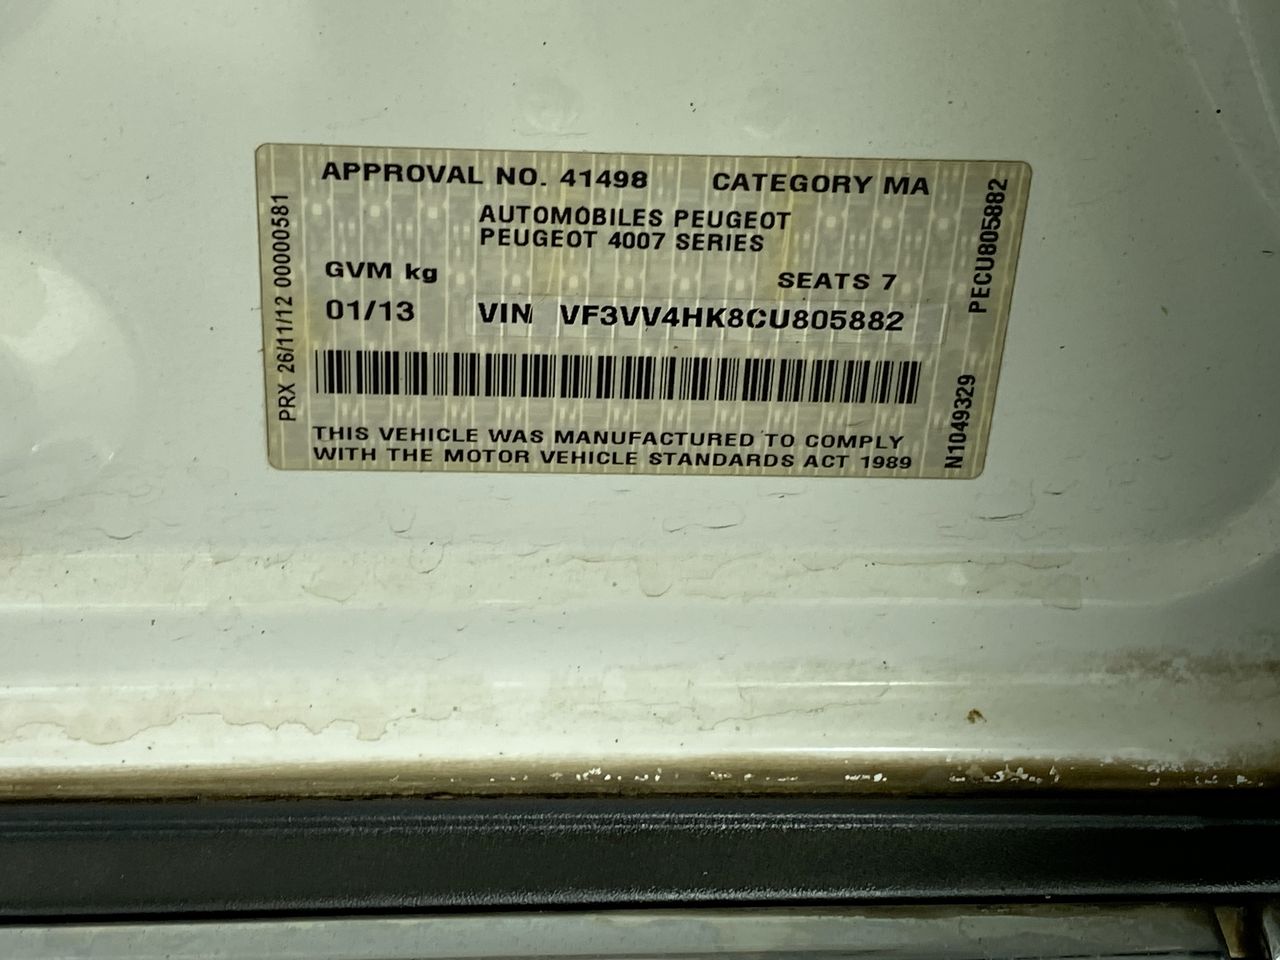 APPROVAL NO. 41498 CATEGORY MA
AUTOMOBILES PEUGEOT
PEUGEOT 4007 SERIES
GVM kg SEATS 7
01/13 VIN VF3VV4HK8CU805882
THIS VEHICLE WAS MANUFACTURED TO COMPLY
WITH THE MOTOR VEHICLE STANDARDS ACT 1989
PRX 26/11/12 00000581
N1049329 PECU805882